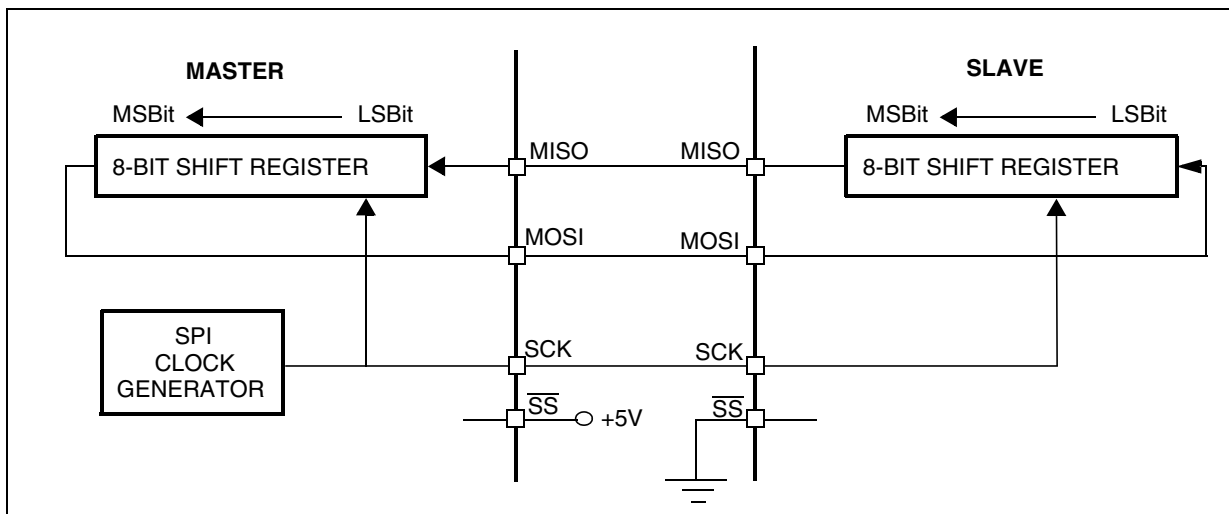 MASTER
SLAVE
MSBit
LSBit
MSBit
LSBit
8-BIT SHIFT REGISTER
MISO
MISO
8-BIT SHIFT REGISTER
MOSI
MOSI
SPI
CLOCK
GENERATOR
SCK
SCK
SS
+5V
SS